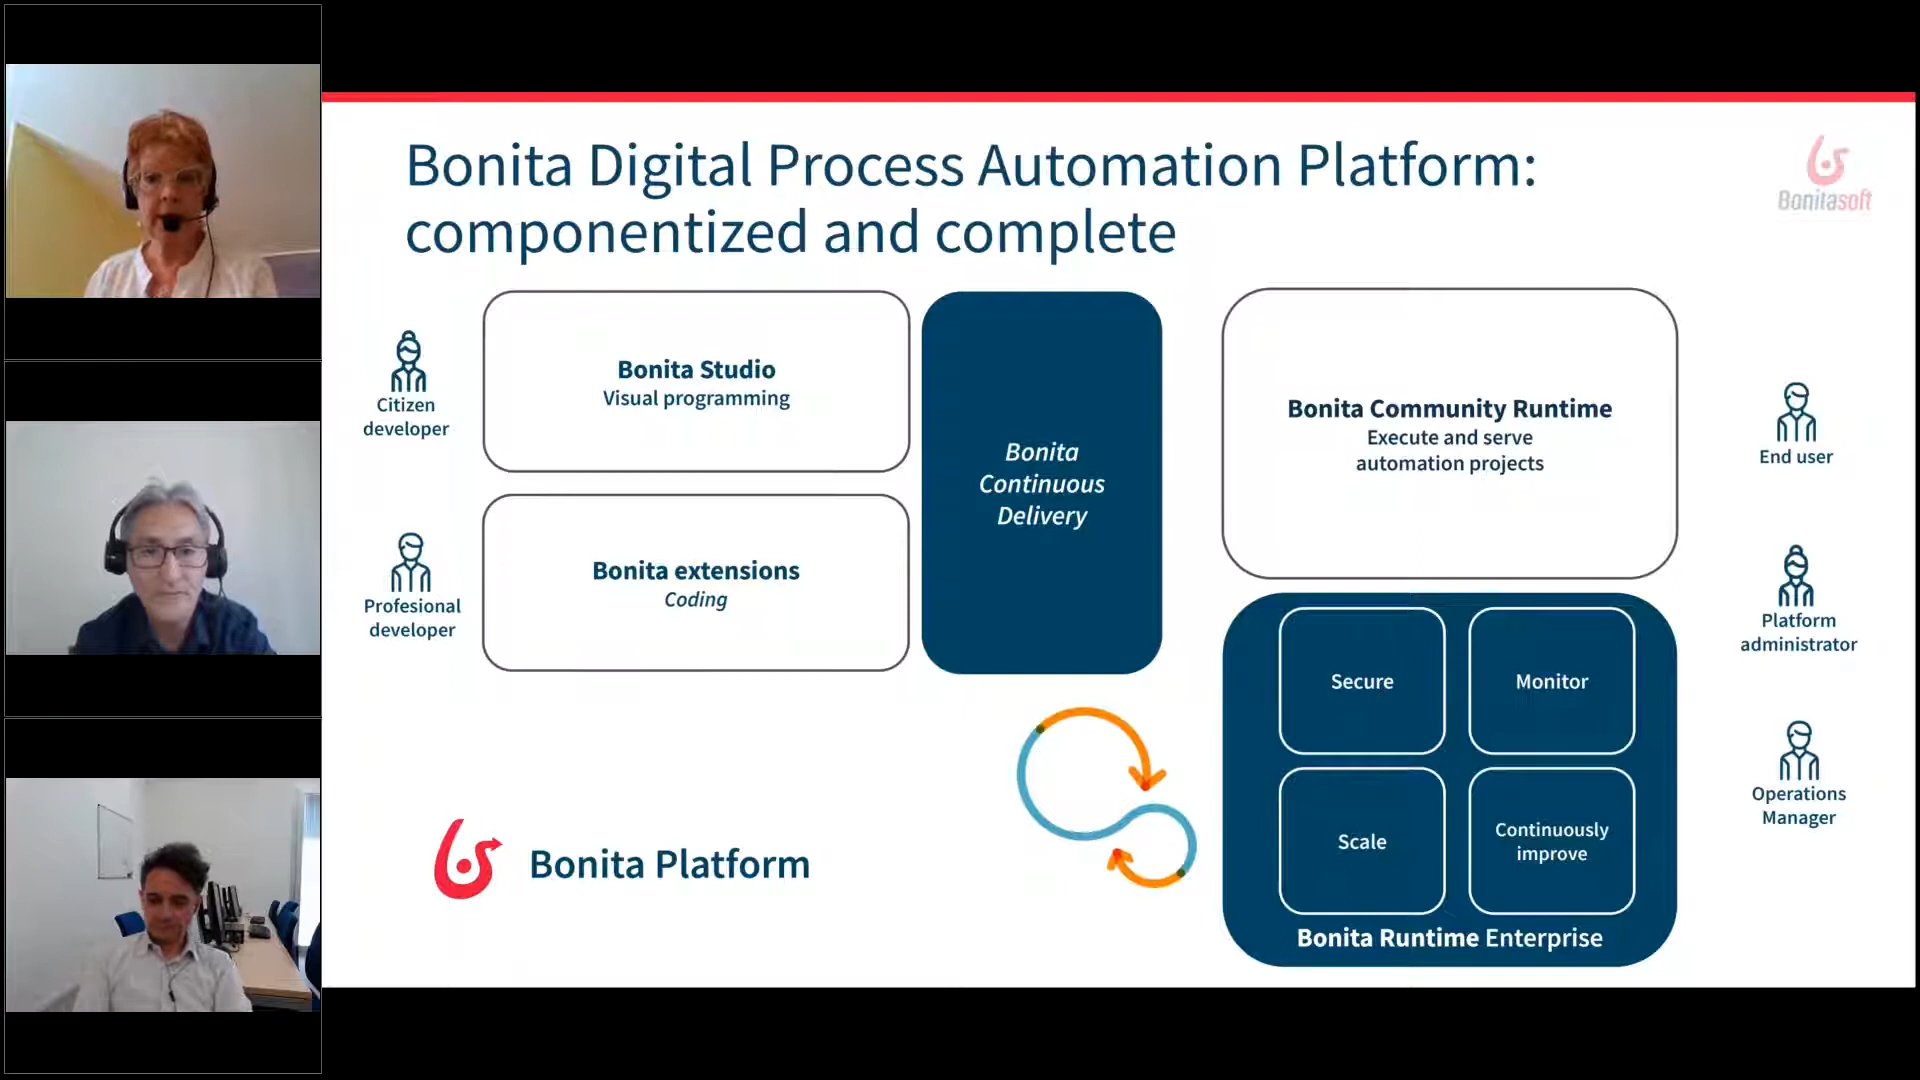 Bonita Digital Process Automation Platform:
componentized and complete
Bonitasoft
Citizen
developer
Bonita Studio
Visual programming
Profesional
developer
Bonita extensions
Coding
Bonita
Continuous
Delivery
Bonita Community Runtime
Execute and serve
automation projects
End user
Platform
administrator
Operations
Manager
Secure
Monitor
Scale
Continuously
improve
Bonita Runtime Enterprise
Bonita Platform